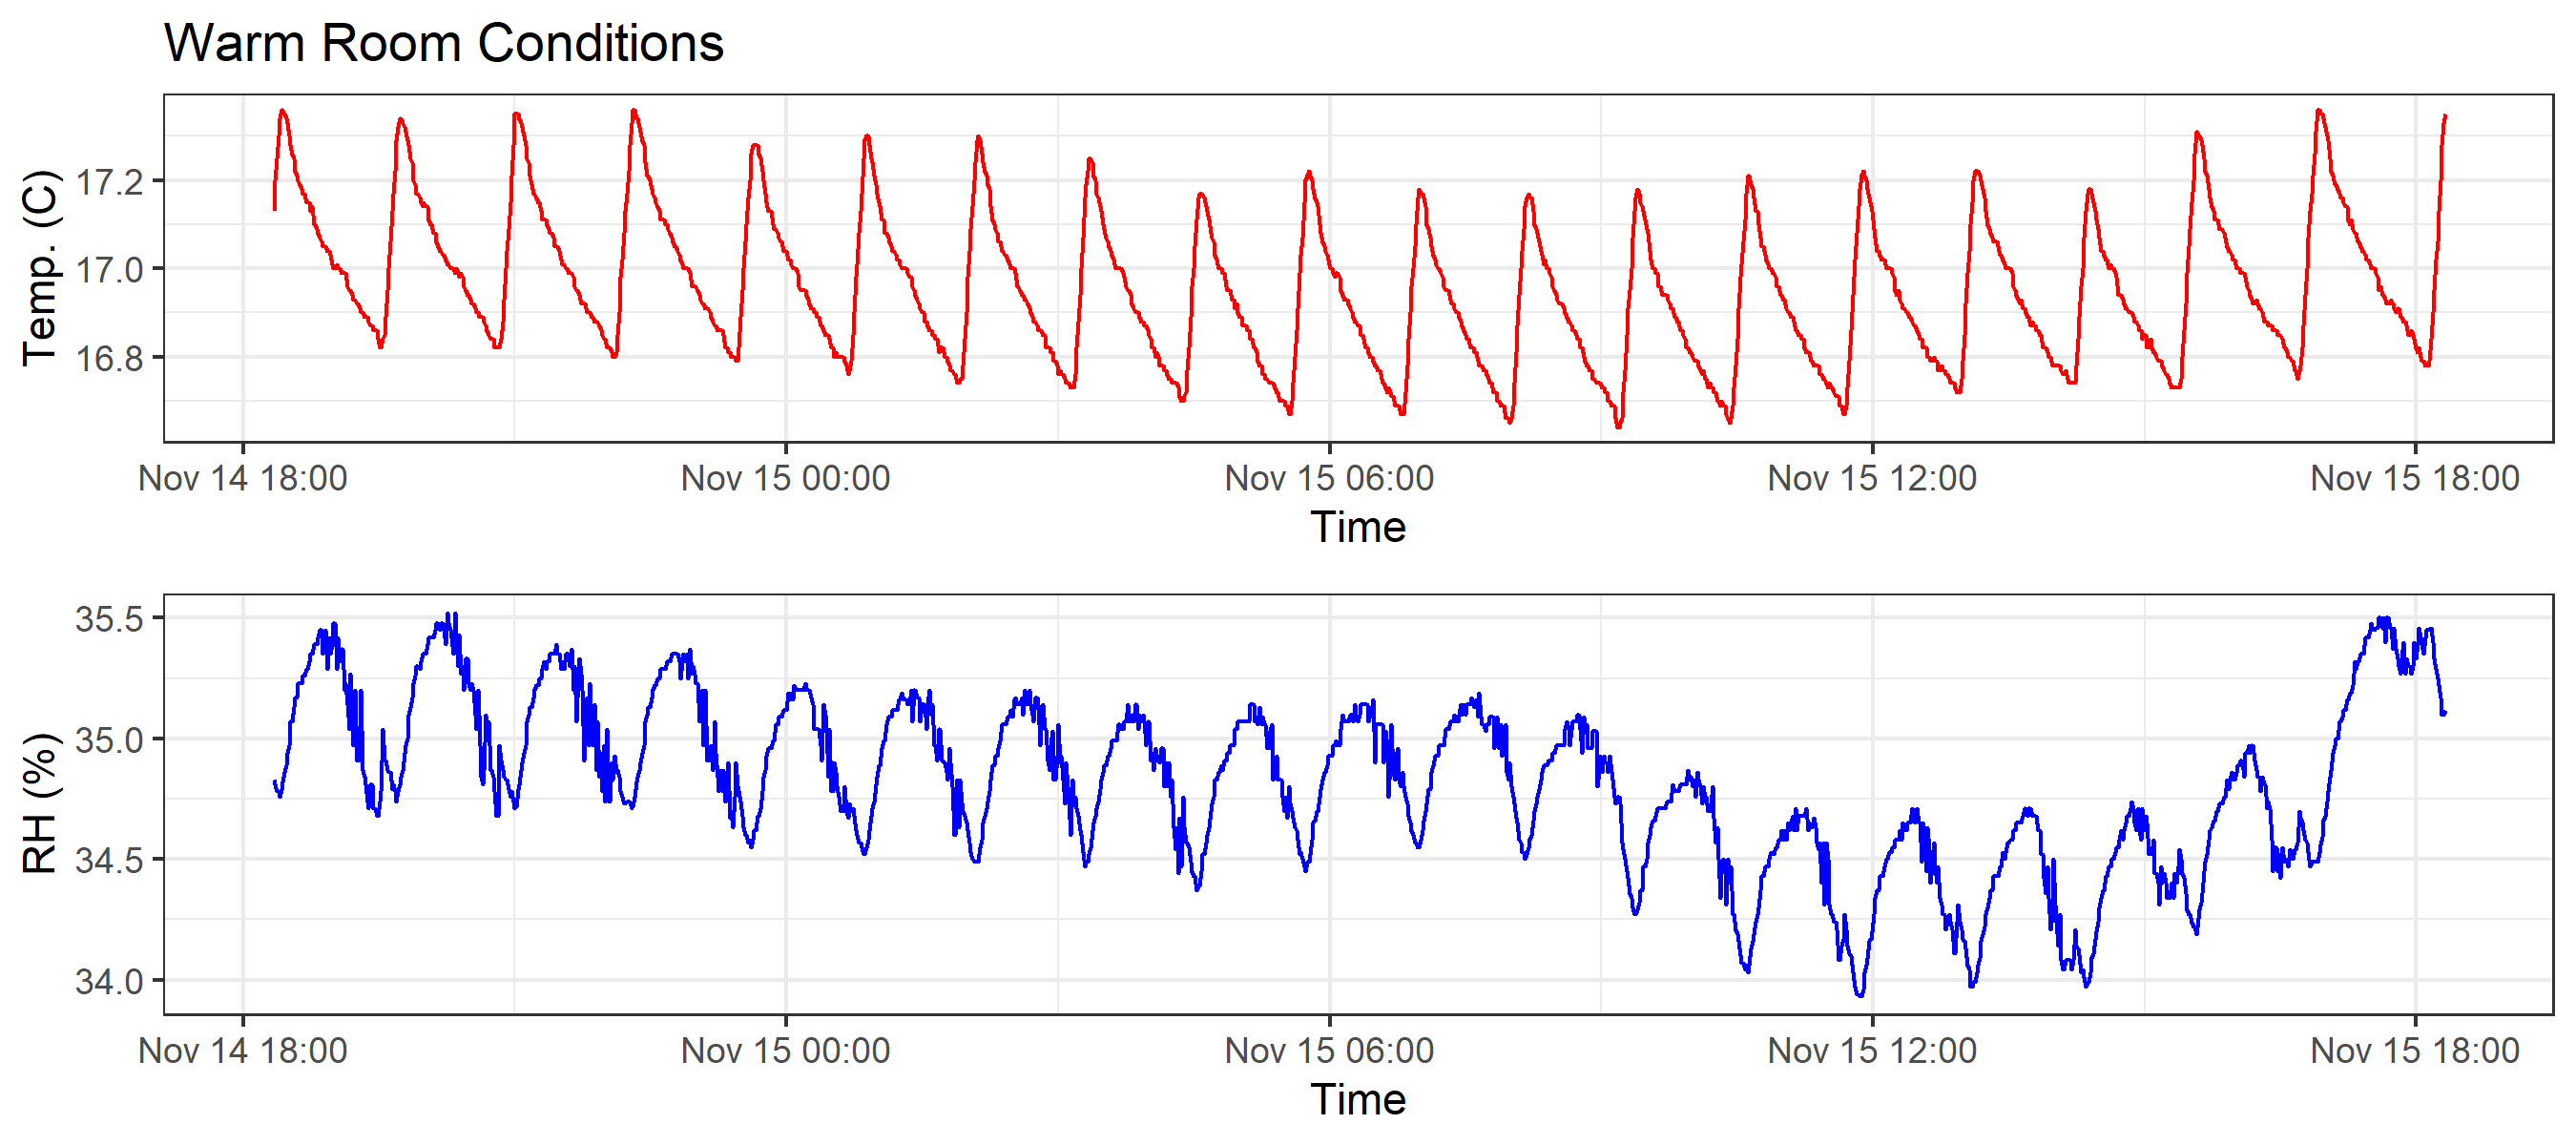 Warm Room Conditions
Temp. (C)
17.2
17.0
16.8
Nov 14 18:00 Nov 15 00:00 Nov 15 06:00 Nov 15 12:00 Nov 15 18:00
Time
RH (%)
35.5
35.0
34.5
34.0
Nov 14 18:00 Nov 15 00:00 Nov 15 06:00 Nov 15 12:00 Nov 15 18:00
Time